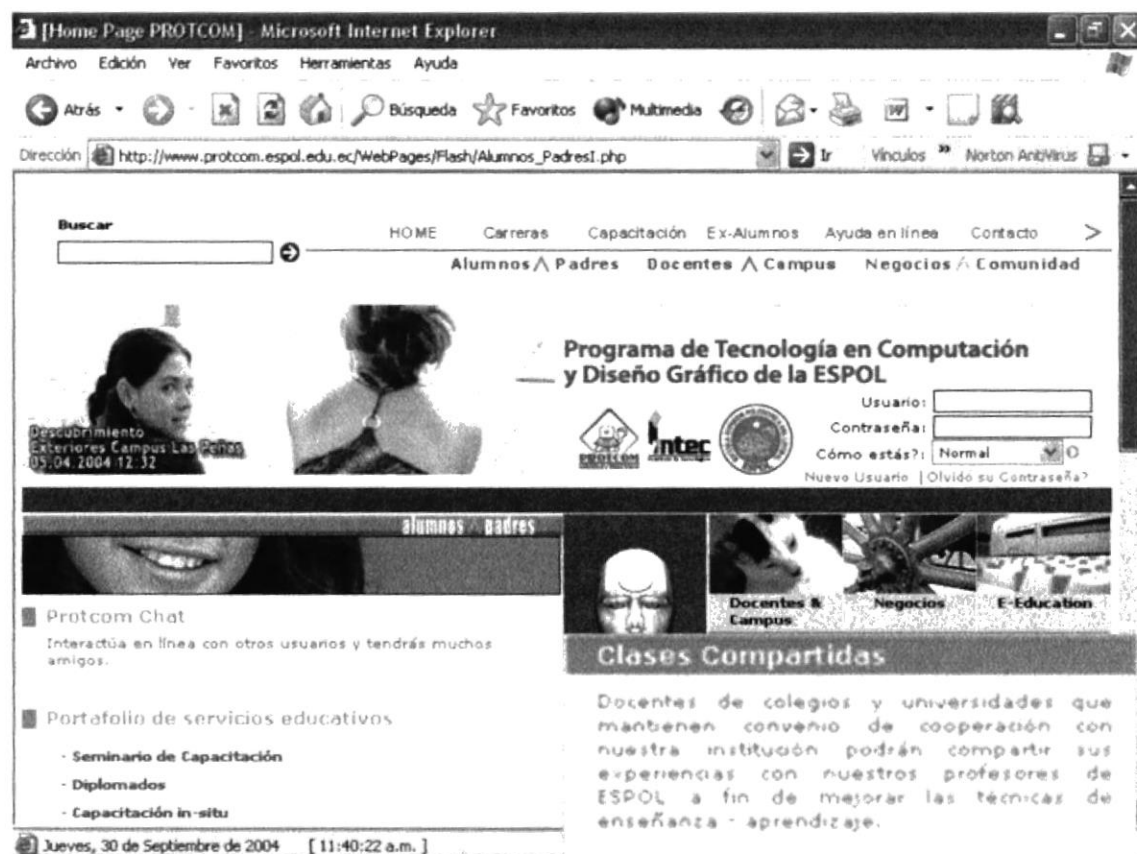 [Home Page PROTCOM] - Microsoft Internet Explorer
Archivo Edición Ver Favoritos Herramientas Ayuda
Atrás Búsqueda Favoritos Multimedia
Dirección http://www.protcom.espol.edu.ec/WebPages/Flash/Alumnos_PadresI.php Ir Vínculos » Norton AntiVirus
Buscar
HOME Carreras Capacitación Ex-Alumnos Ayuda en línea Contacto >
Alumnos Padres Docentes Campus Negocios Comunidad
Programa de Tecnología en Computación
y Diseño Gráfico de la ESPOL
Descubrimiento
Exteriores Campus Las Peñas
05.04.2004 12:32
PROTCOM
intec
Usuario:
Contraseña:
Cómo estás?: Normal
Nuevo Usuario | Olvido su Contraseña?
alumnos padres
Docentes & Campus
Negocios
E-Education
Protcom Chat
Interactúa en línea con otros usuarios y tendrás muchos
amigos.
Portafolio de servicios educativos
- Seminario de Capacitación
- Diplomados
- Capacitación in-situ
Clases Compartidas
Docentes de colegios y universidades que
mantienen convenio de cooperación con
nuestra institución podrán compartir sus
experiencias con nuestros profesores de
ESPOL a fin de mejorar las técnicas de
enseñanza - aprendizaje.
Jueves, 30 de Septiembre de 2004 [ 11:40:22 a.m. ]